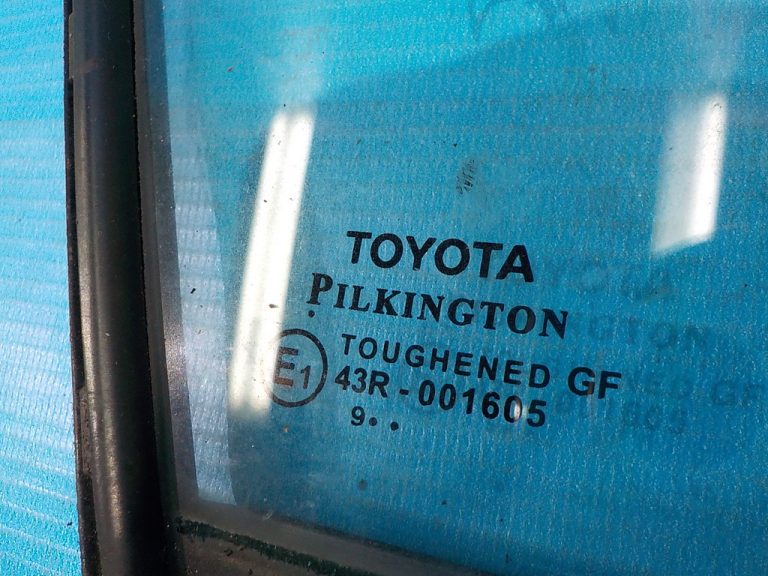 TOYOTA
PILKINGTON
TOUGHENED GF
E1 43R - 001605
9..